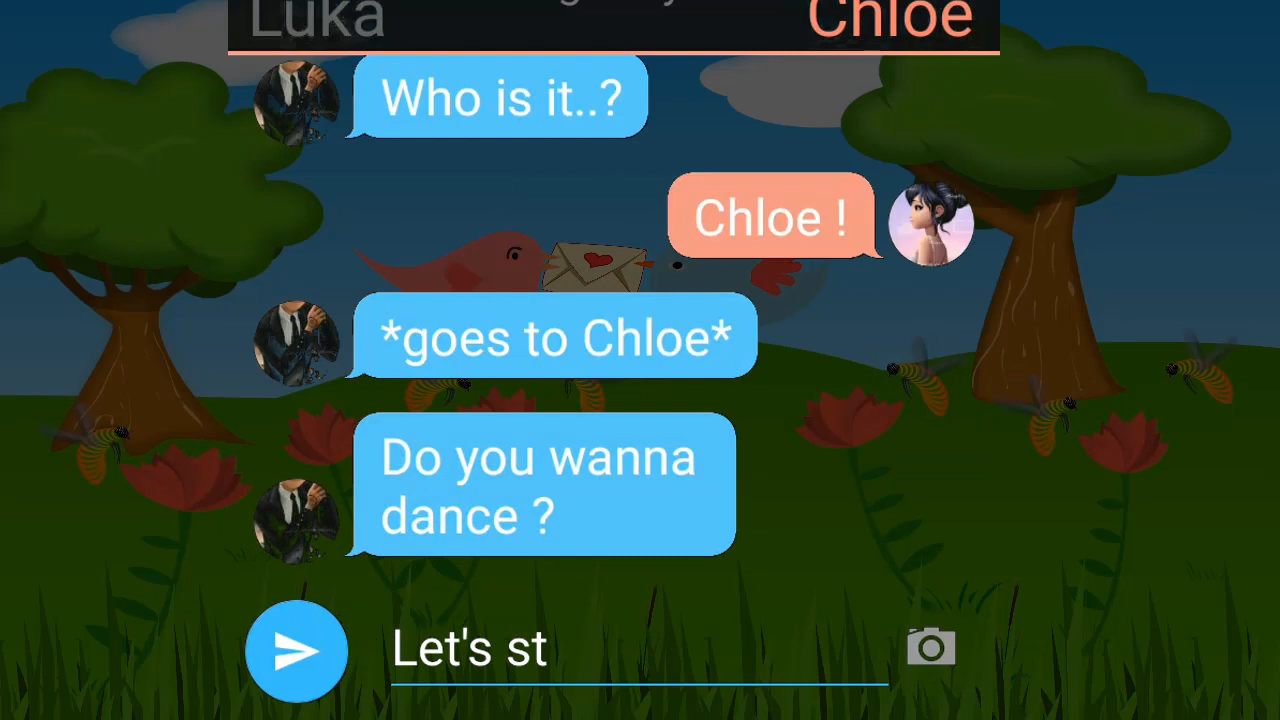 Luka Chloe
Who is it..?
Chloe !
*goes to Chloe*
Do you wanna
dance ?
Let's st